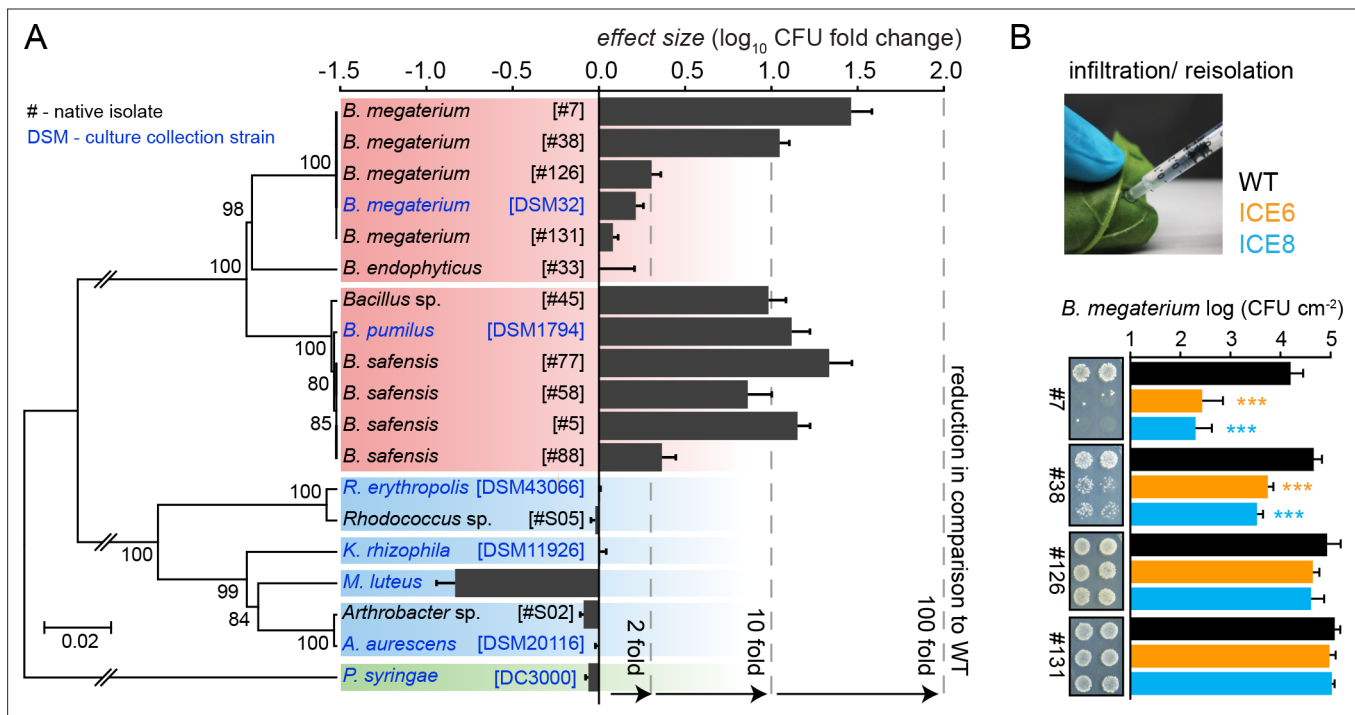 A
effect size (log10 CFU fold change)
-1.5 -1.0 -0.5 0.0 0.5 1.0 1.5 2.0
# - native isolate
DSM - culture collection strain
B. megaterium [#7]
B. megaterium [#38]
B. megaterium [#126]
B. megaterium [DSM32]
B. megaterium [#131]
B. endophyticus [#33]
Bacillus sp. [#45]
B. pumilus [DSM1794]
B. safensis [#77]
B. safensis [#58]
B. safensis [#5]
B. safensis [#88]
R. erythropolis [DSM43066]
Rhodococcus sp. [#S05]
K. rhizophila [DSM11926]
M. luteus
Arthrobacter sp. [#S02]
A. aurescens [DSM20116]
P. syringae [DC3000]
100
98
100
100
80
85
100
100
99
84
100
0.02
2 fold
10 fold
100 fold
reduction in comparison to WT
B
infiltration/ reisolation
WT
ICE6
ICE8
B. megaterium log (CFU cm-2)
1 2 3 4 5
#7
***
***
#38
***
***
#126
#131